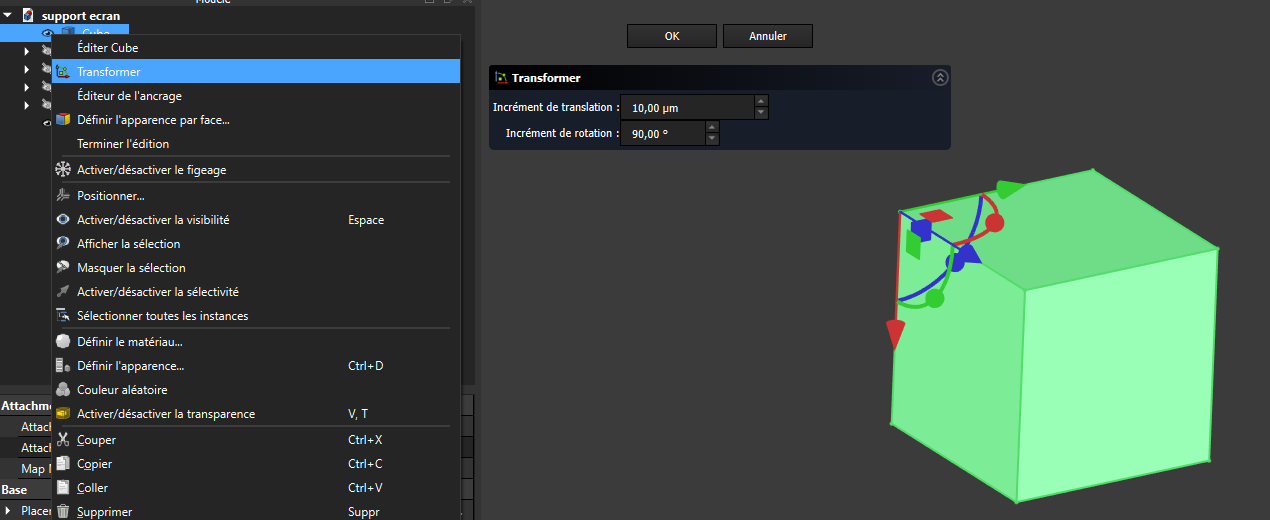 Modèle
support ecran
Cube
Éditer Cube
Transformer
Éditeur de l'ancrage
Définir l'apparence par face...
Terminer l'édition
Activer/désactiver le figeage
Positionner...
Activer/désactiver la visibilité Espace
Afficher la sélection
Masquer la sélection
Activer/désactiver la sélectivité
Sélectionner toutes les instances
Définir le matériau...
Définir l'apparence... Ctrl+D
Couleur aléatoire
Activer/désactiver la transparence V, T
Couper Ctrl+X
Copier Ctrl+C
Coller Ctrl+V
Supprimer Suppr
Attachm
Attac
Attac
Map
Base
Placer
OK Annuler
Transformer
Incrément de translation : 10,00 µm
Incrément de rotation : 90,00 °